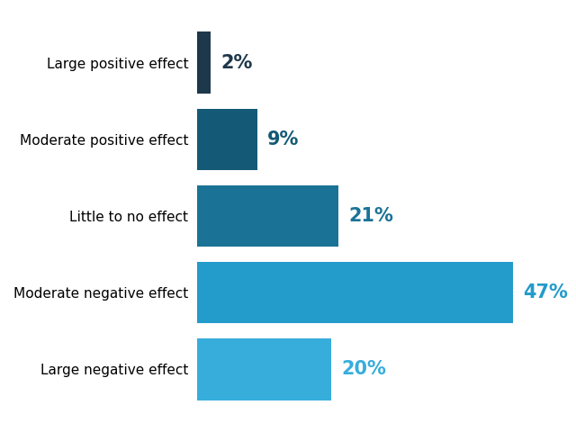 Large positive effect 2%
Moderate positive effect 9%
Little to no effect 21%
Moderate negative effect 47%
Large negative effect 20%